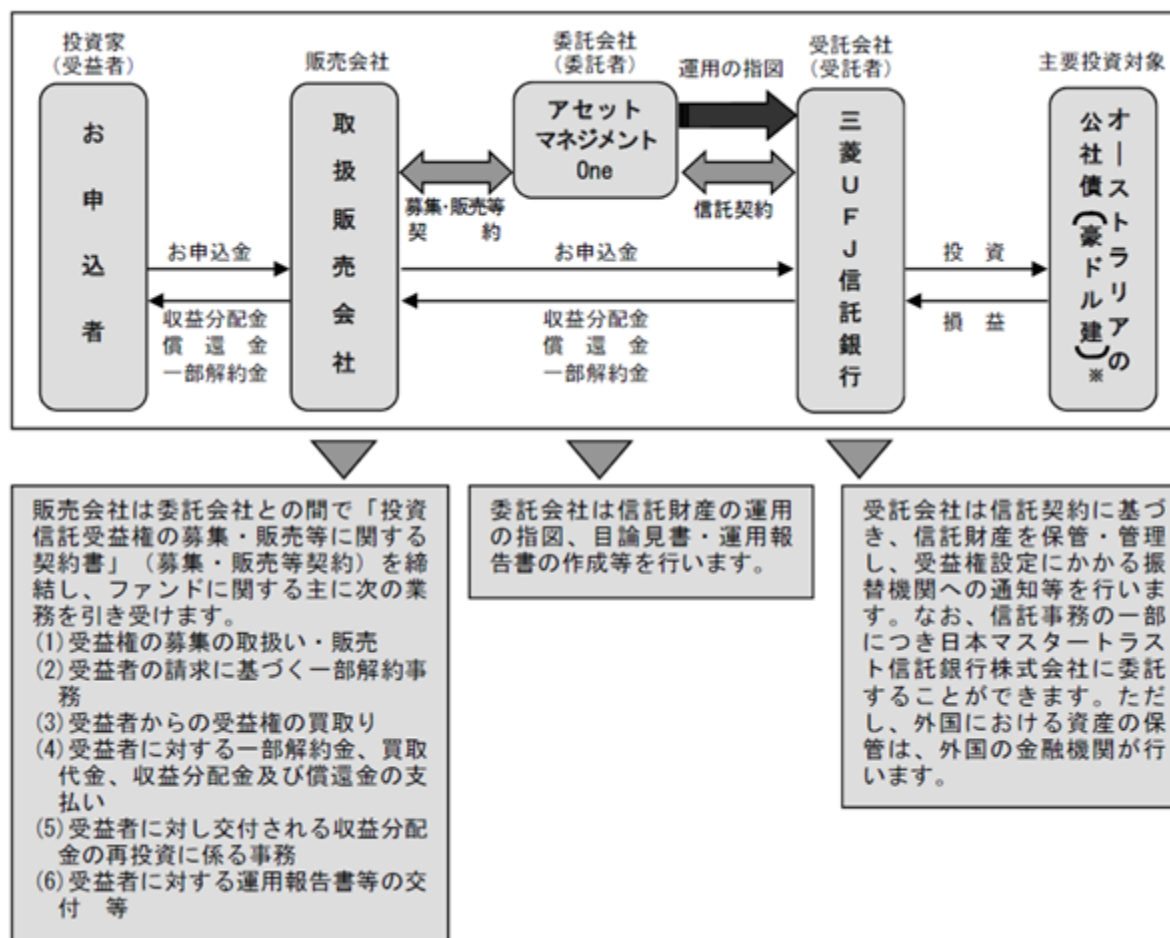 投資家
(受益者)
お申込者
販売会社
取扱販売会社
委託会社
(委託者)
アセット
マネジメント
One
運用の指図
受託会社
(受託者)
三菱UFJ信託銀行
主要投資対象
オーストラリアの
公社債(豪ドル建)※
募集・販売等
契 約
信託契約
お申込金
収益分配金
償 還 金
一部解約金
お申込金
収益分配金
償 還 金
一部解約金
投 資
損 益
販売会社は委託会社との間で「投資
信託受益権の募集・販売等に関する
契約書」(募集・販売等契約)を締
結し、ファンドに関する主に次の業
務を引き受けます。
(1)受益権の募集の取扱い・販売
(2)受益者の請求に基づく一部解約事
務
(3)受益者からの受益権の買取り
(4)受益者に対する一部解約金、買取
代金、収益分配金及び償還金の支
払い
(5)受益者に対し交付される収益分配
金の再投資に係る事務
(6)受益者に対する運用報告書等の交
付 等
委託会社は信託財産の運用
の指図、目論見書・運用報
告書の作成等を行います。
受託会社は信託契約に基づ
き、信託財産を保管・管理
し、受益権設定にかかる振
替機関への通知等を行いま
す。なお、信託事務の一部
につき日本マスタートラス
ト信託銀行株式会社に委託
することができます。ただ
し、外国における資産の保
管は、外国の金融機関が行
います。